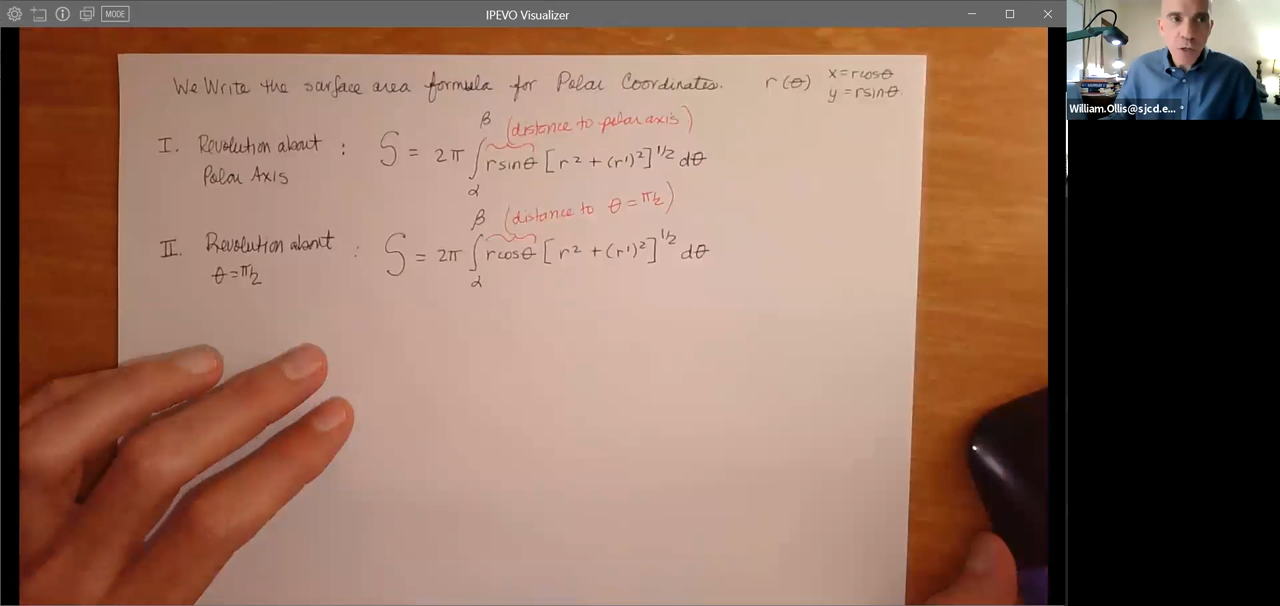 IPEVO Visualizer
MODE
We Write the surface area formula for Polar Coordinates. r(θ) x=rcosθ
y=rsinθ
I. Revolution about Polar Axis : S = 2π ∫_α^β rsinθ [r² + (r')²]^1/2 dθ
(distance to polar axis)
II. Revolution about θ=π/2 : S = 2π ∫_α^β rcosθ [r² + (r')²]^1/2 dθ
(distance to θ=π/2)
William.Ollis@sjcd.e...